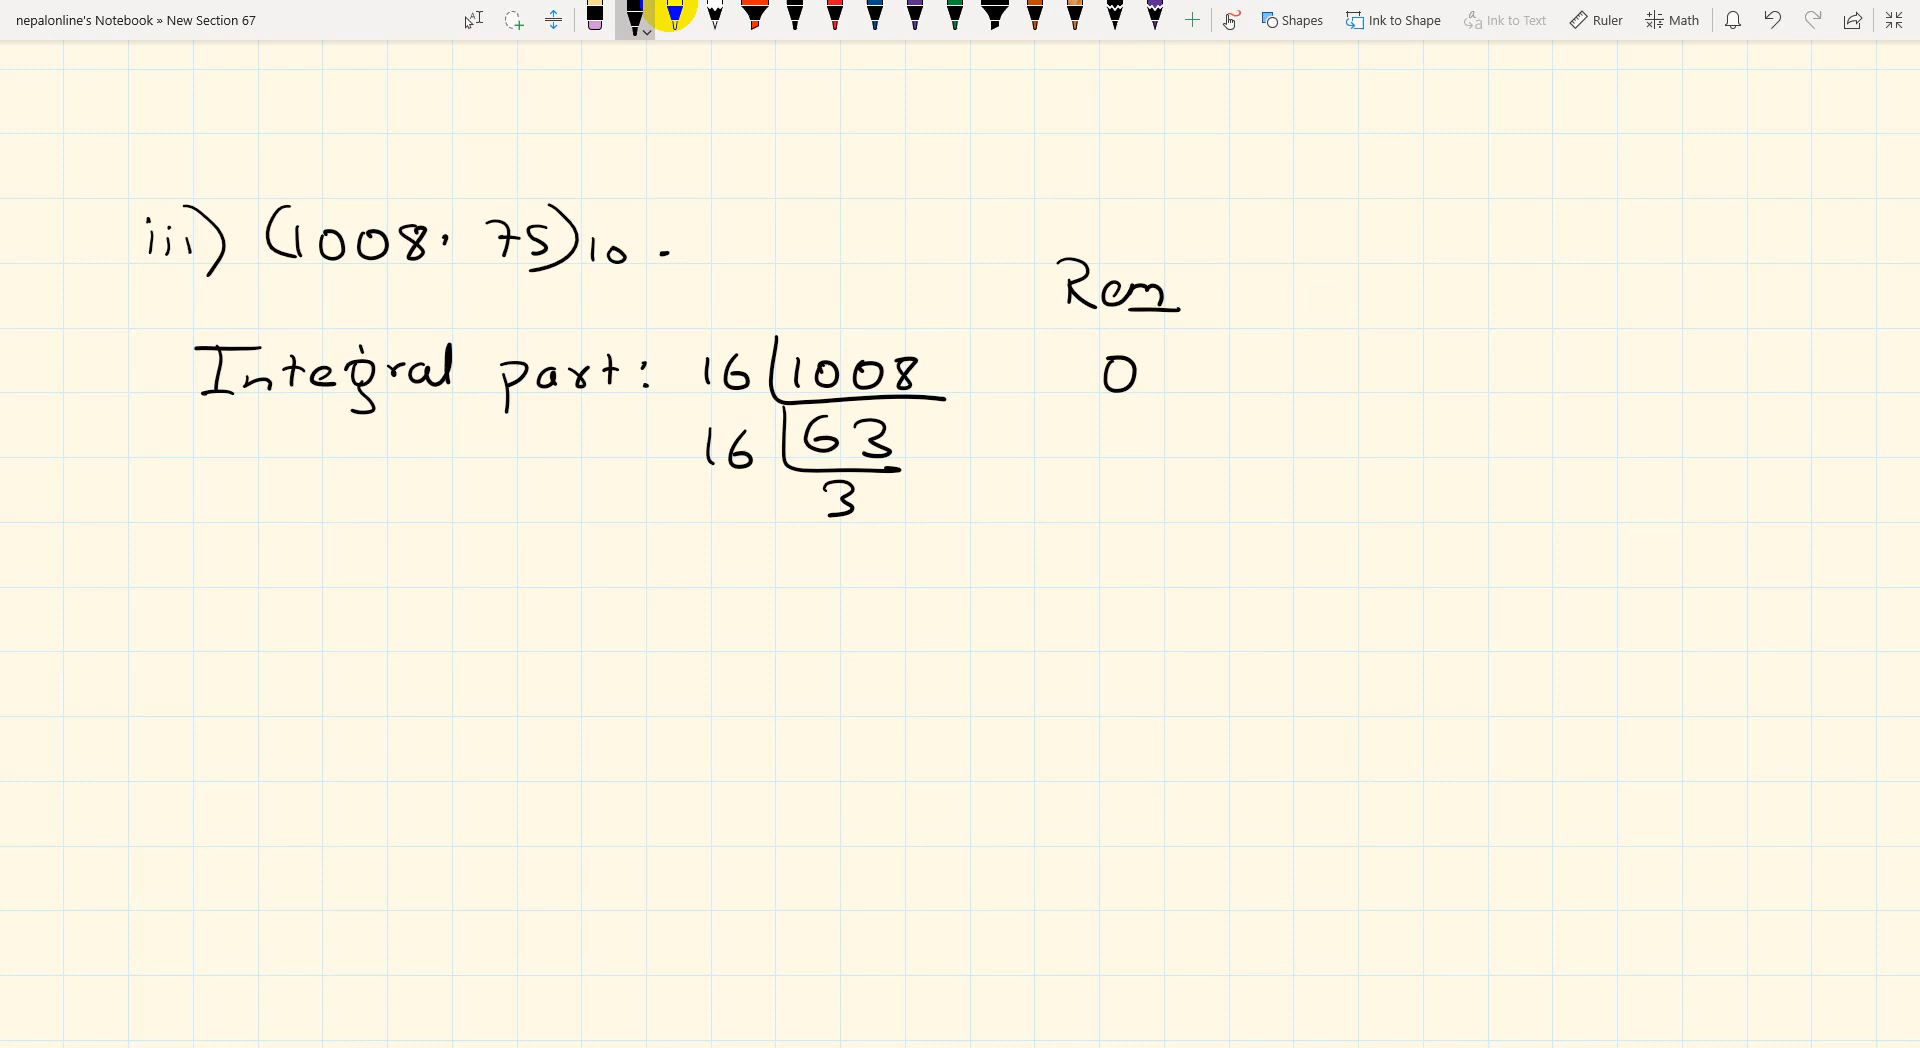 nepalonline's Notebook » New Section 67
Shapes Ink to Shape Ink to Text Ruler Math
iii) (1008.75)10.
Rem
Integral part: 16 1008 0
16 63
3